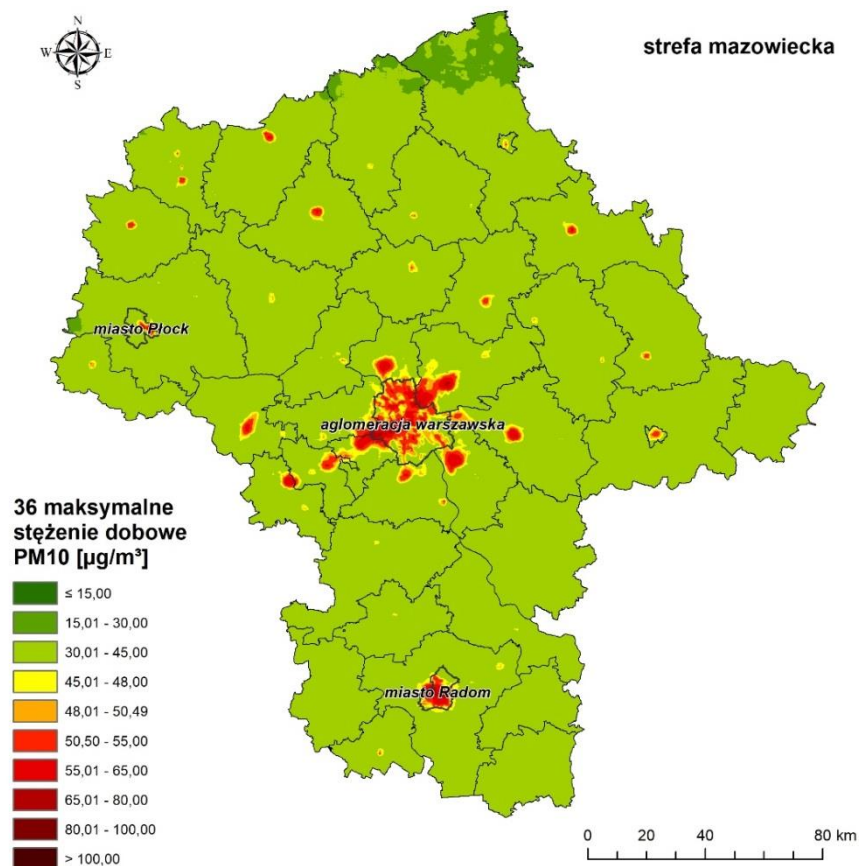 N
W E
S
strefa mazowiecka
miasto Płock
aglomeracja warszawska
36 maksymalne
stężenie dobowe
PM10 [µg/m³]
≤ 15,00
15,01 - 30,00
30,01 - 45,00
45,01 - 48,00
48,01 - 50,49
50,50 - 55,00
55,01 - 65,00
65,01 - 80,00
80,01 - 100,00
> 100,00
miasto Radom
0 20 40 80 km